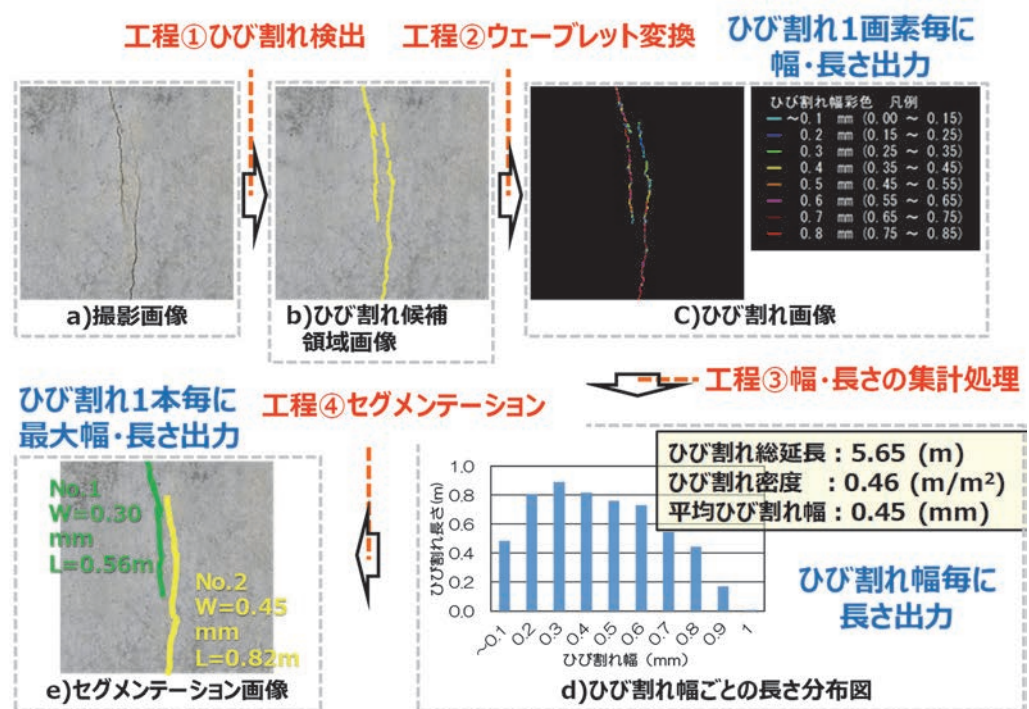 工程①ひび割れ検出
工程②ウェーブレット変換
ひび割れ1画素毎に
幅・長さ出力
ひび割れ幅彩色 凡例
~0.1 mm (0.00 ~ 0.15)
0.2 mm (0.15 ~ 0.25)
0.3 mm (0.25 ~ 0.35)
0.4 mm (0.35 ~ 0.45)
0.5 mm (0.45 ~ 0.55)
0.6 mm (0.55 ~ 0.65)
0.7 mm (0.65 ~ 0.75)
0.8 mm (0.75 ~ 0.85)
a)撮影画像
b)ひび割れ候補
領域画像
C)ひび割れ画像
工程③幅・長さの集計処理
ひび割れ1本毎に
最大幅・長さ出力
工程④セグメンテーション
No.1
W=0.30
mm
L=0.56m
No.2
W=0.45
mm
L=0.82m
e)セグメンテーション画像
ひび割れ総延長:5.65 (m)
ひび割れ密度 :0.46 (m/m²)
平均ひび割れ幅:0.45 (mm)
ひび割れ長さ(m)
1.0
0.8
0.6
0.4
0.2
0.0
~0.1 0.2 0.3 0.4 0.5 0.6 0.7 0.8 0.9 1
ひび割れ幅(mm)
ひび割れ幅毎に
長さ出力
d)ひび割れ幅ごとの長さ分布図